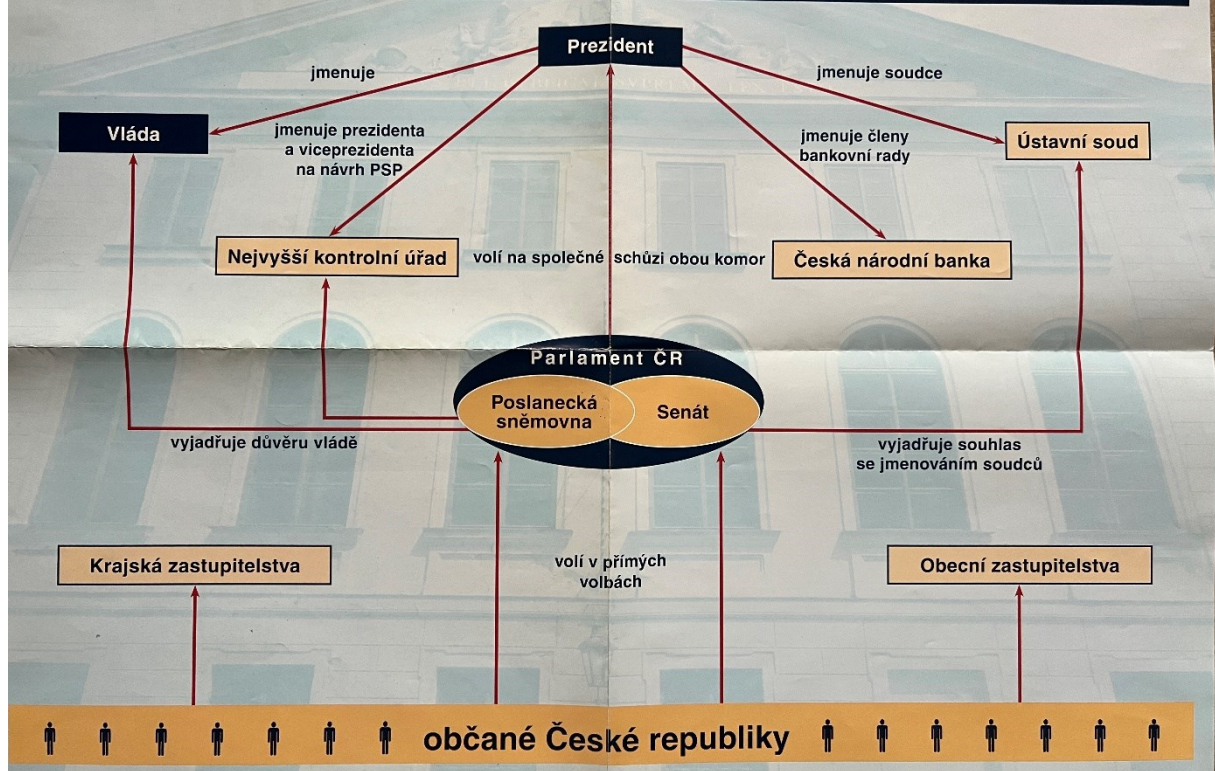 Prezident
jmenuje
jmenuje soudce
Vláda
jmenuje prezidenta
a viceprezidenta
na návrh PSP
jmenuje členy
bankovní rady
Ústavní soud
Nejvyšší kontrolní úřad
volí na společné schůzi obou komor
Česká národní banka
Parlament ČR
Poslanecká
sněmovna
Senát
vyjadřuje důvěru vládě
vyjadřuje souhlas
se jmenováním soudců
Krajská zastupitelstva
volí v přímých
volbách
Obecní zastupitelstva
občané České republiky